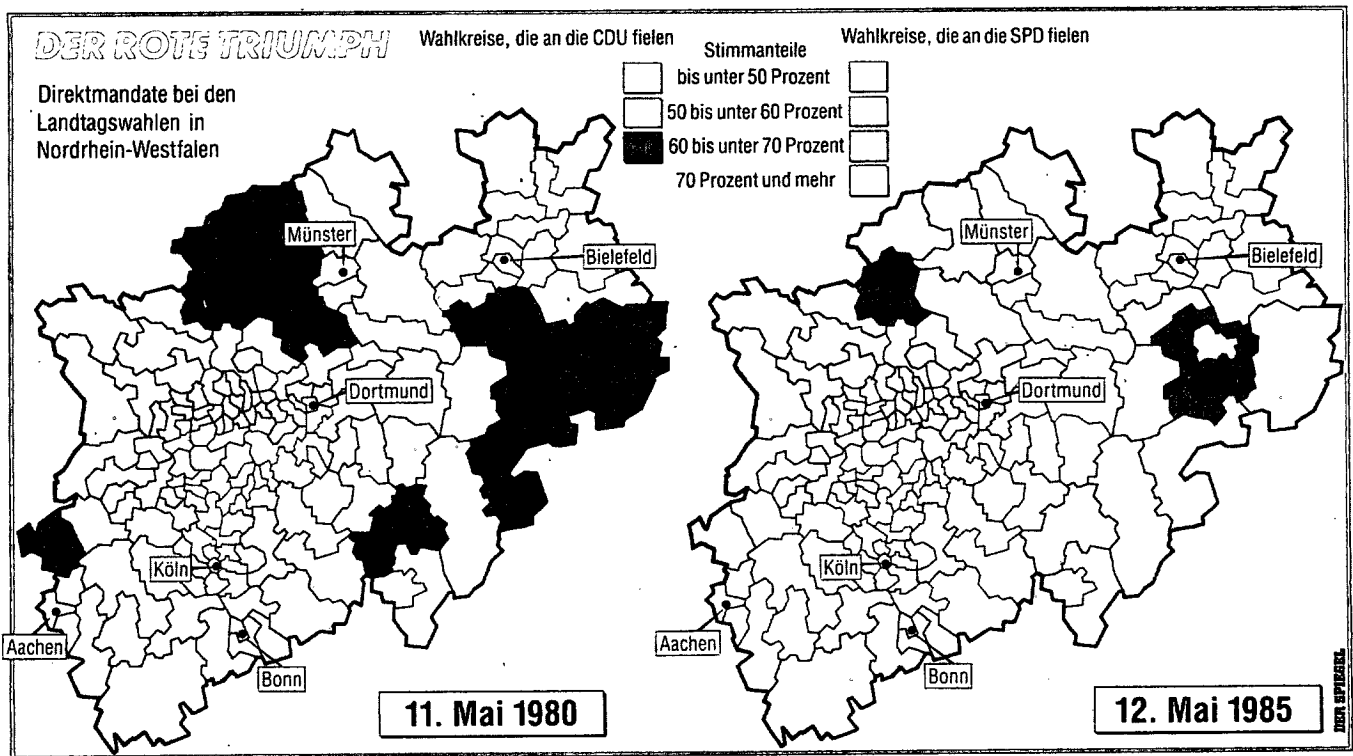 DER ROTE TRIUMPH
Direktmandate bei den
Landtagswahlen in
Nordrhein-Westfalen
Wahlkreise, die an die CDU fielen
Stimmanteile
Wahlkreise, die an die SPD fielen
bis unter 50 Prozent
50 bis unter 60 Prozent
60 bis unter 70 Prozent
70 Prozent und mehr
Münster
Bielefeld
Dortmund
Köln
Aachen
Bonn
11. Mai 1980
Münster
Bielefeld
Dortmund
Köln
Aachen
Bonn
12. Mai 1985
DER SPIEGEL